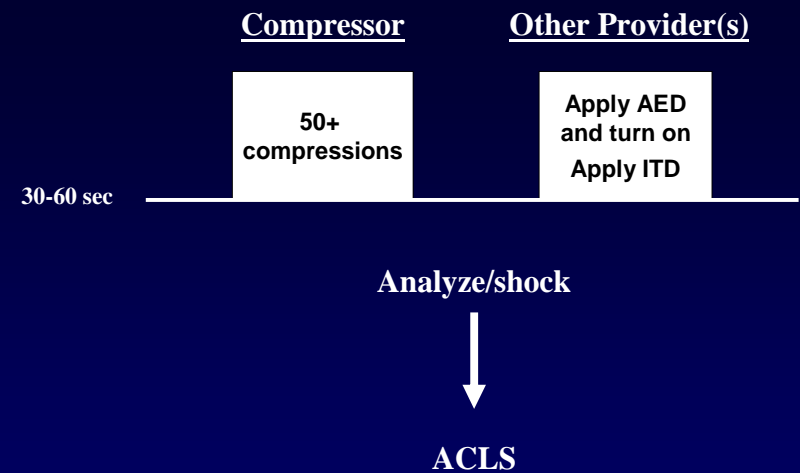 Compressor
Other Provider(s)
50+
compressions
Apply AED
and turn on
Apply ITD
30-60 sec
Analyze/shock
ACLS